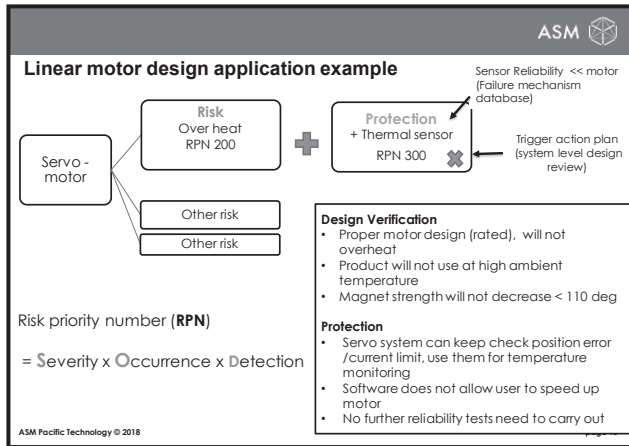 ASM
Linear motor design application example
Sensor Reliability << motor
(Failure mechanism
database)
Risk
Over heat
RPN 200
Protection
+ Thermal sensor
RPN 300
Trigger action plan
(system level design
review)
Servo -
motor
Other risk
Other risk
Design Verification
• Proper motor design (rated), will not
overheat
• Product will not use at high ambient
temperature
• Magnet strength will not decrease < 110 deg
Protection
• Servo system can keep check position error
/current limit, use them for temperature
monitoring
• Software does not allow user to speed up
motor
• No further reliability tests need to carry out
Risk priority number (RPN)
= Severity x Occurrence x Detection
ASM Pacific Technology © 2018